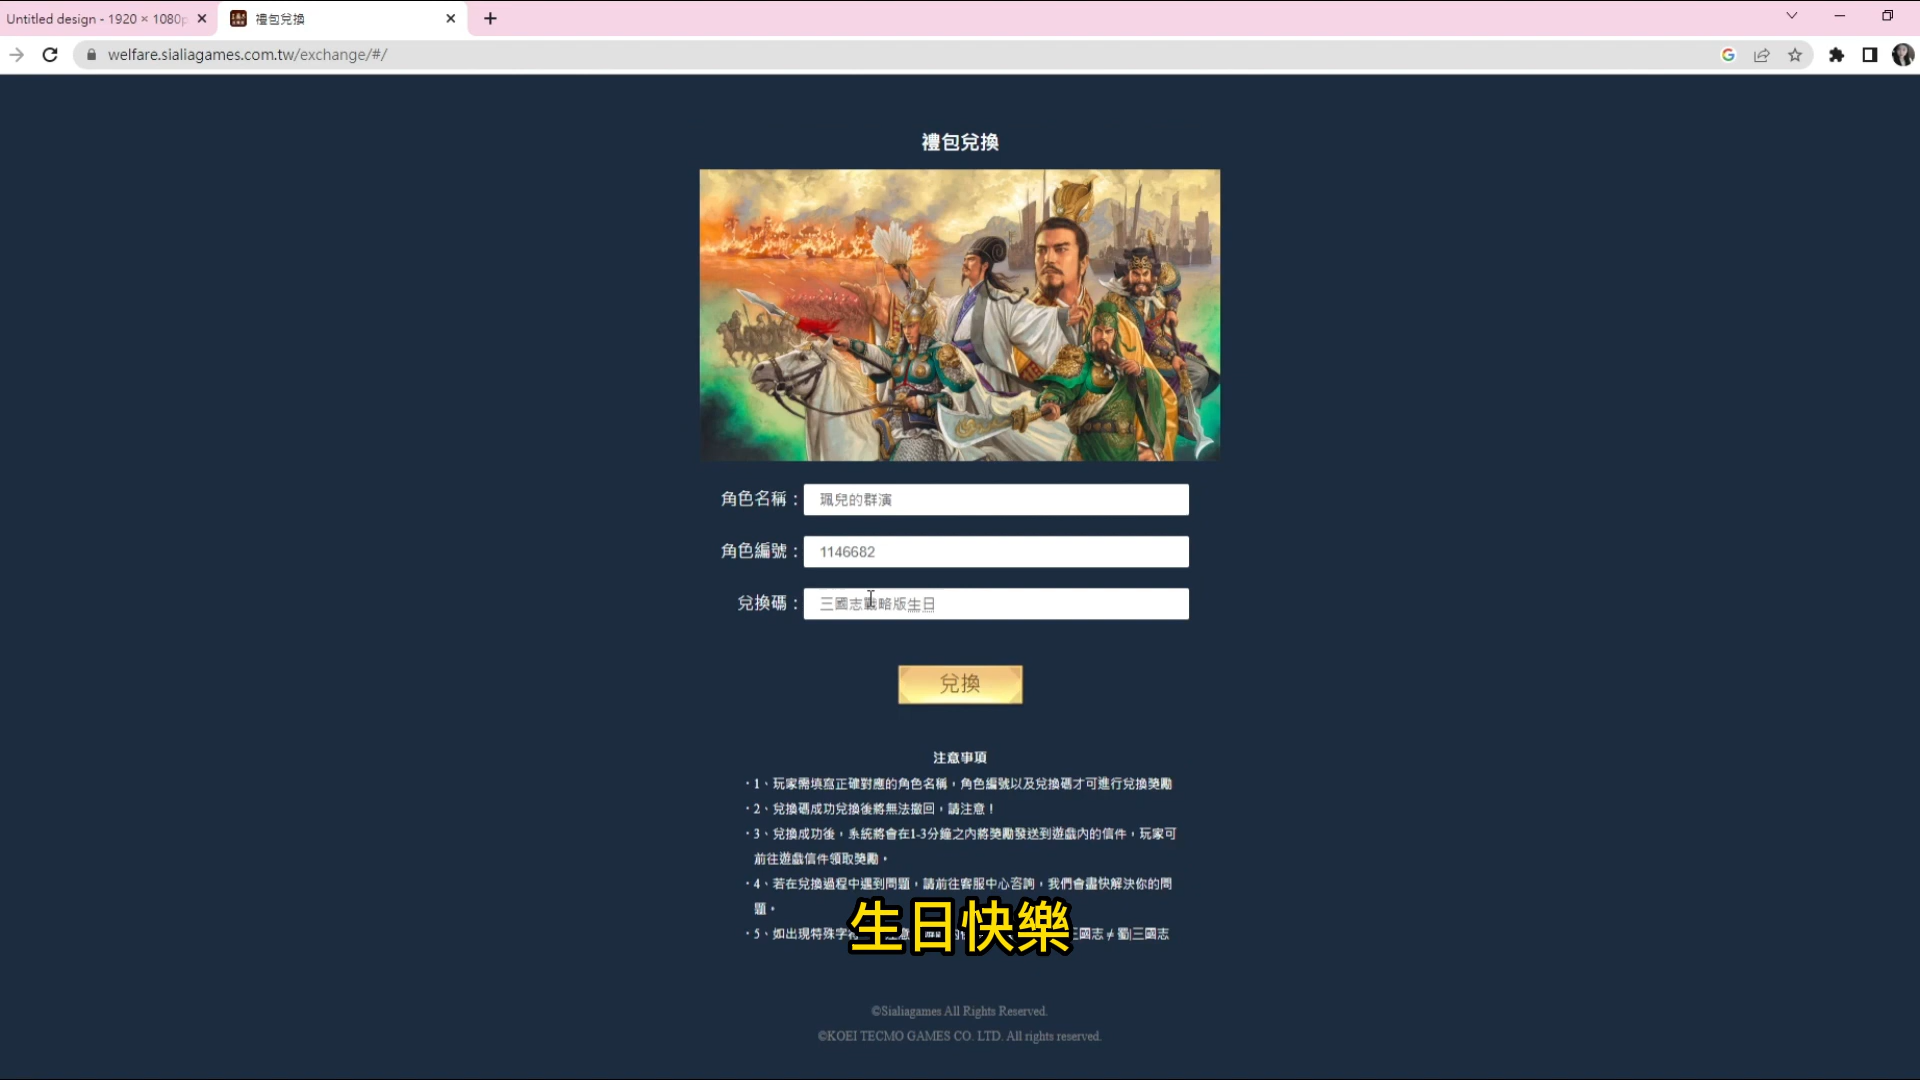 Untitled design - 1920 × 1080p
禮包兌換
welfare.sialiagames.com.tw/exchange/#/
禮包兌換
角色名稱：
珮兒的群演
角色編號：
1146682
兌換碼：
三國志戰略版生日
兌換
注意事項
・1、玩家需填寫正確對應的角色名稱，角色編號以及兌換碼才可進行兌換獎勵
・2、兌換碼成功兌換後將無法撤回，請注意！
・3、兌換成功後，系統將會在1-3分鐘之內將獎勵發送到遊戲內的信件，玩家可
前往遊戲信件領取獎勵。
・4、若在兌換過程中遇到問題，請前往客服中心咨詢，我們會盡快解決你的問
題。
・5、如出現特殊字
國志 ≠ 蜀|三國志
生日快樂
©Sialiagames All Rights Reserved.
©KOEI TECMO GAMES CO. LTD. All rights reserved.